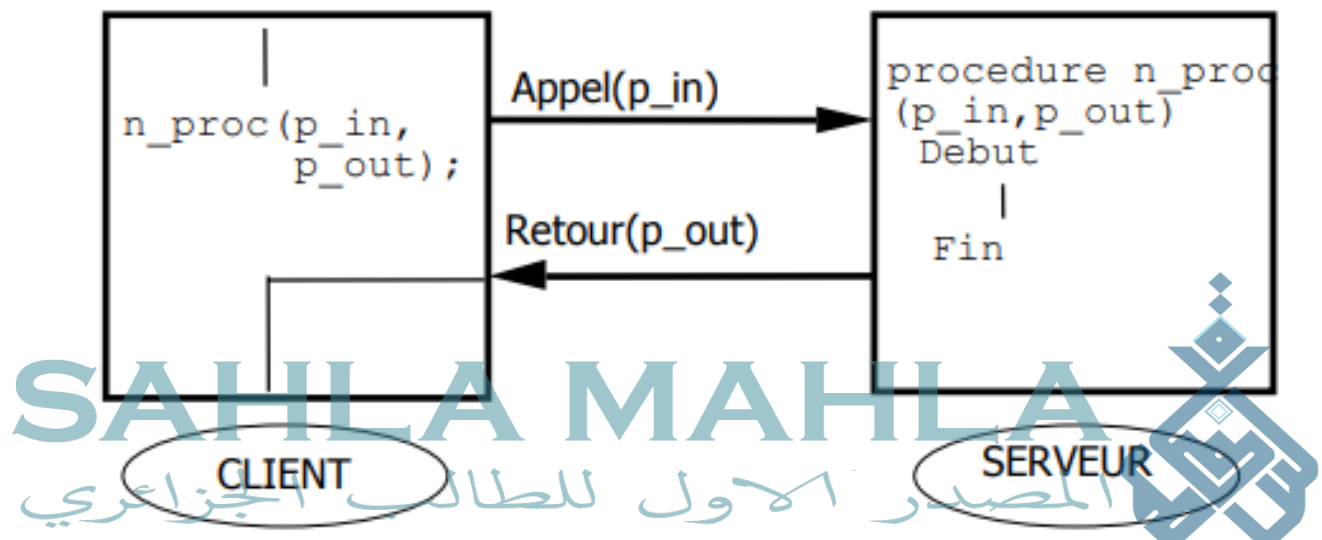 n_proc(p_in,
p_out);
Appel(p_in)
Retour(p_out)
procedure n_proc
(p_in,p_out)
Debut
Fin
SAHLA MAHLA
CLIENT
SERVEUR
المصدر الاول للطالب الجزائري